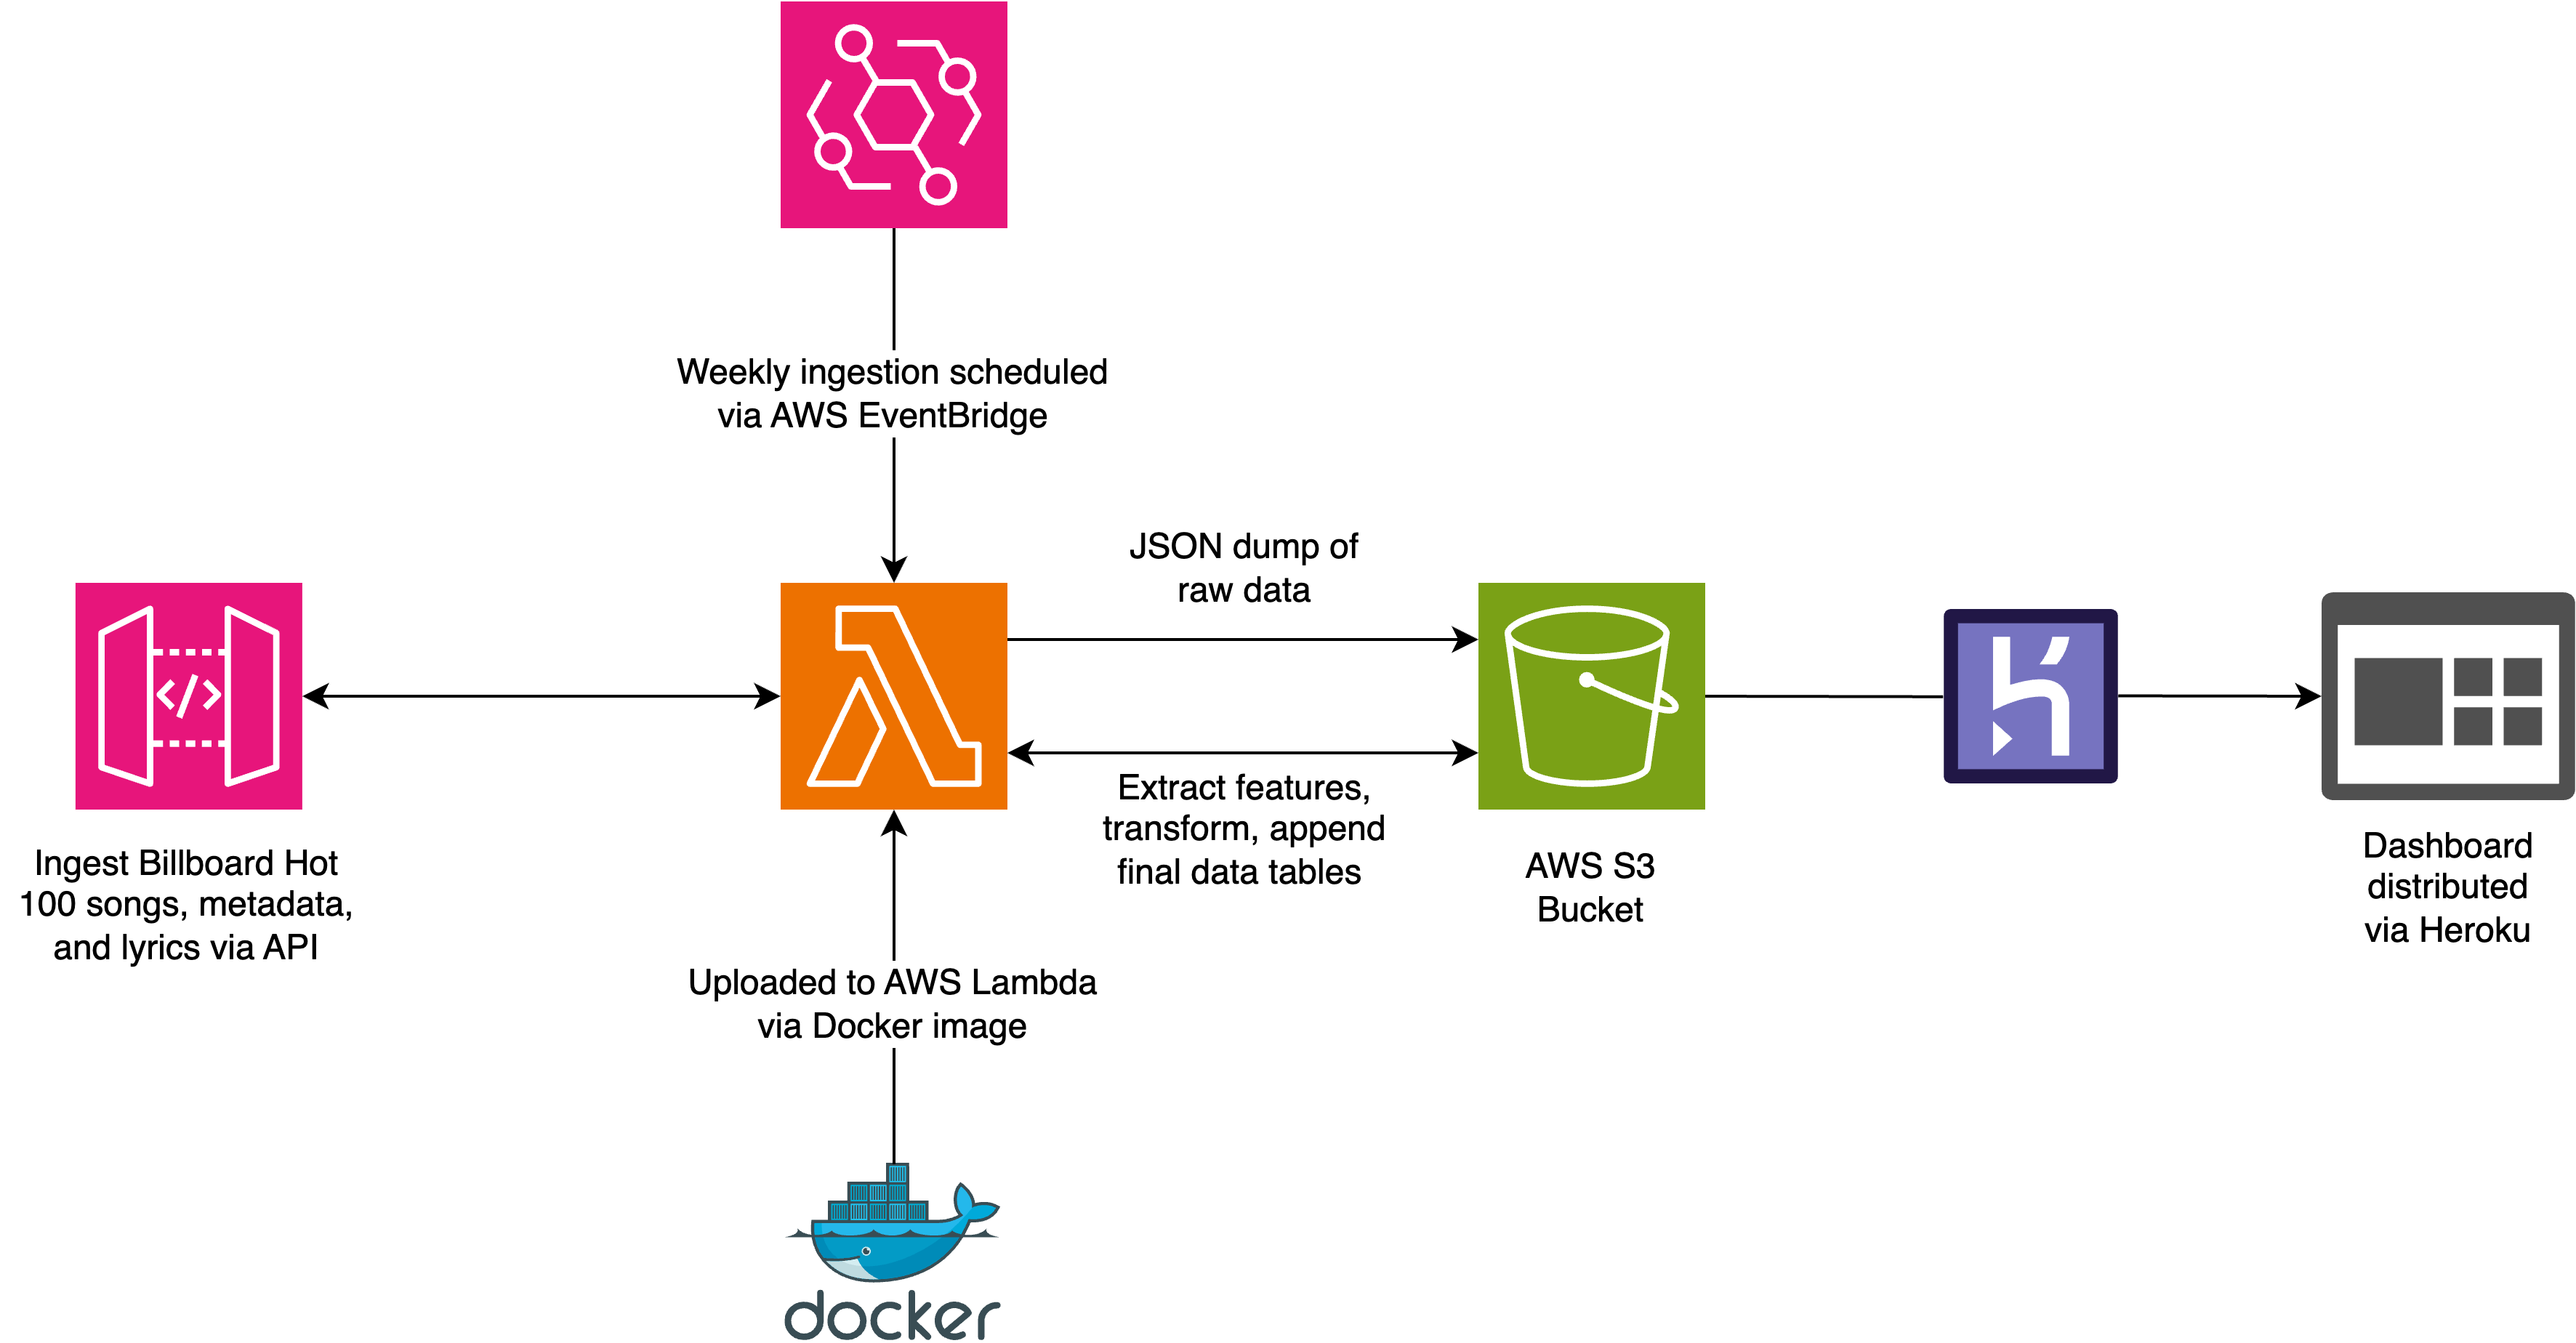 Weekly ingestion scheduled
via AWS EventBridge
JSON dump of
raw data
Extract features,
transform, append
final data tables
Ingest Billboard Hot
100 songs, metadata,
and lyrics via API
AWS S3
Bucket
Dashboard
distributed
via Heroku
Uploaded to AWS Lambda
via Docker image
docker